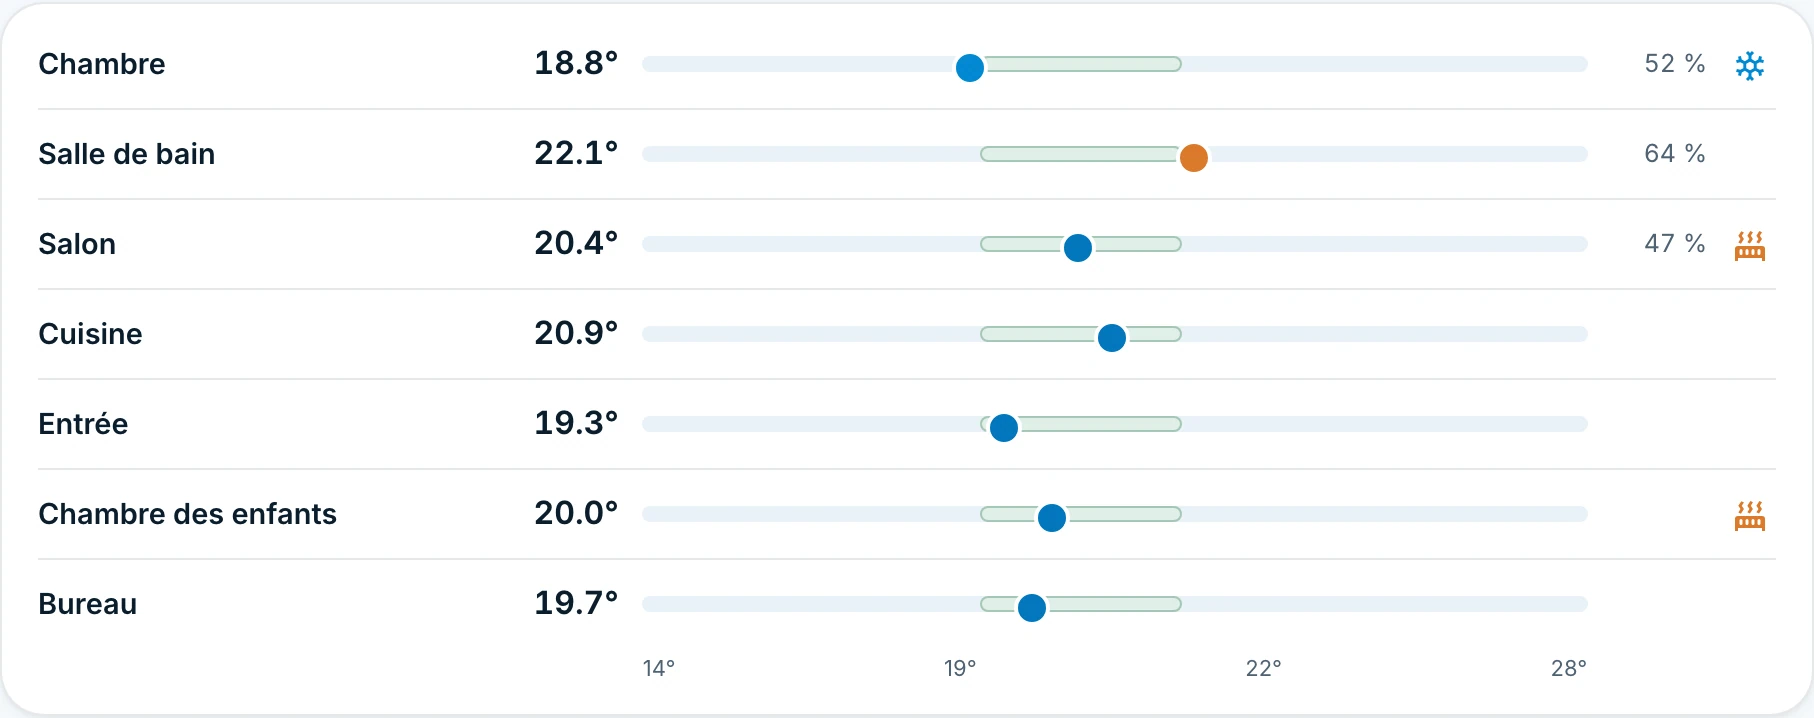 Chambre 18.8° 52 %
Salle de bain 22.1° 64 %
Salon 20.4° 47 %
Cuisine 20.9°
Entrée 19.3°
Chambre des enfants 20.0°
Bureau 19.7°
14° 19° 22° 28°